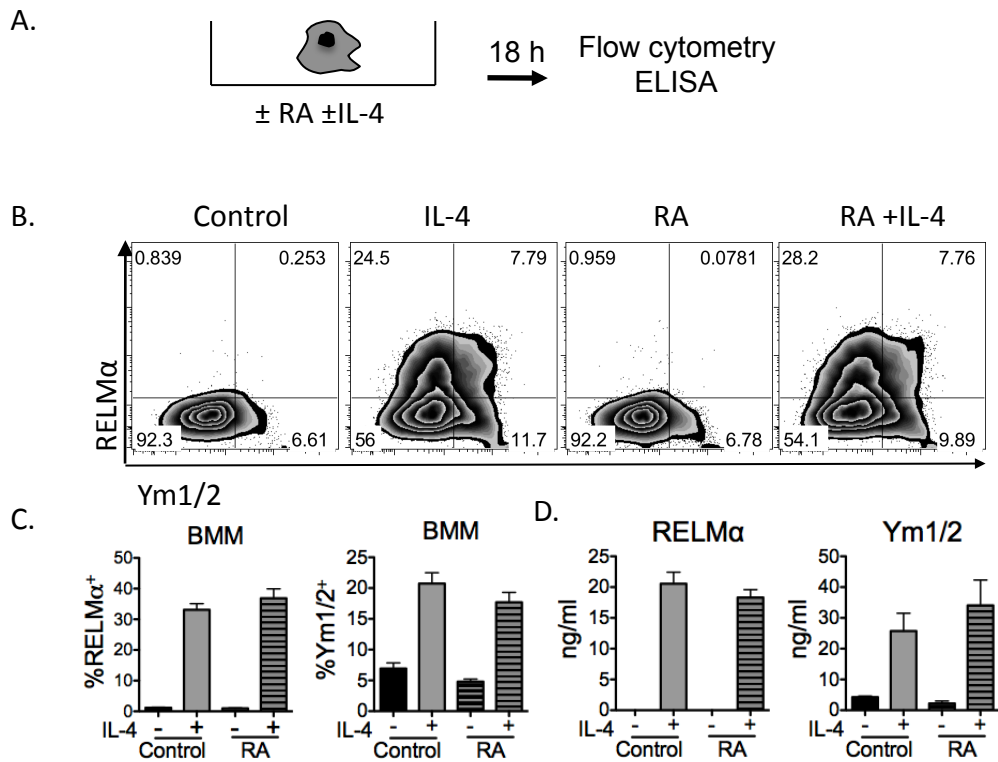 A.
18 h
Flow cytometry
ELISA
± RA ±IL-4
B.
Control
IL-4
RA
RA +IL-4
0.839
0.253
24.5
7.79
0.959
0.0781
28.2
7.76
RELMα
92.3
6.61
56
11.7
92.2
6.78
54.1
9.89
Ym1/2
C.
BMM
%RELMα⁺
50
40
30
20
10
0
IL-4
- + - +
Control RA
BMM
%Ym1/2⁺
25
20
15
10
5
0
- + - +
Control RA
D.
RELMα
ng/ml
25
20
15
10
5
0
IL-4
- + - +
Control RA
Ym1/2
ng/ml
50
40
30
20
10
0
- + - +
Control RA